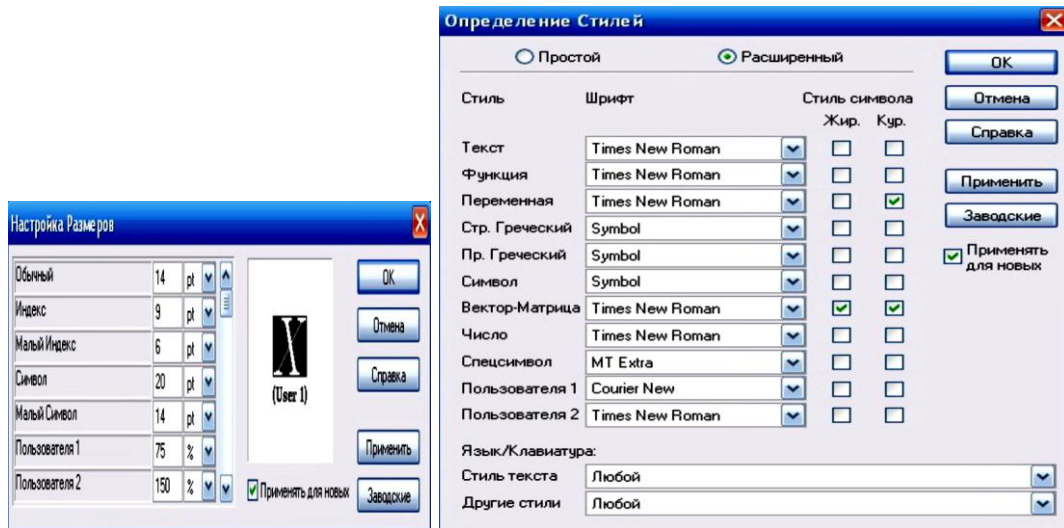 Настройка Размеров
Обычный 14 pt
Индекс 9 pt
Малый Индекс 6 pt
Символ 20 pt
Малый Символ 14 pt
Пользователя 1 75 %
Пользователя 2 150 %
X
(User 1)
Применять для новых
OK
Отмена
Справка
Применить
Заводские
Определение Стилей
Простой Расширенный
Стиль Шрифт Стиль символа
Жир. Кур.
Текст Times New Roman
Функция Times New Roman
Переменная Times New Roman
Стр. Греческий Symbol
Пр. Греческий Symbol
Символ Symbol
Вектор-Матрица Times New Roman
Число Times New Roman
Спецсимвол MT Extra
Пользователя 1 Courier New
Пользователя 2 Times New Roman
Язык/Клавиатура:
Стиль текста Любой
Другие стили Любой
OK
Отмена
Справка
Применить
Заводские
Применять
для новых